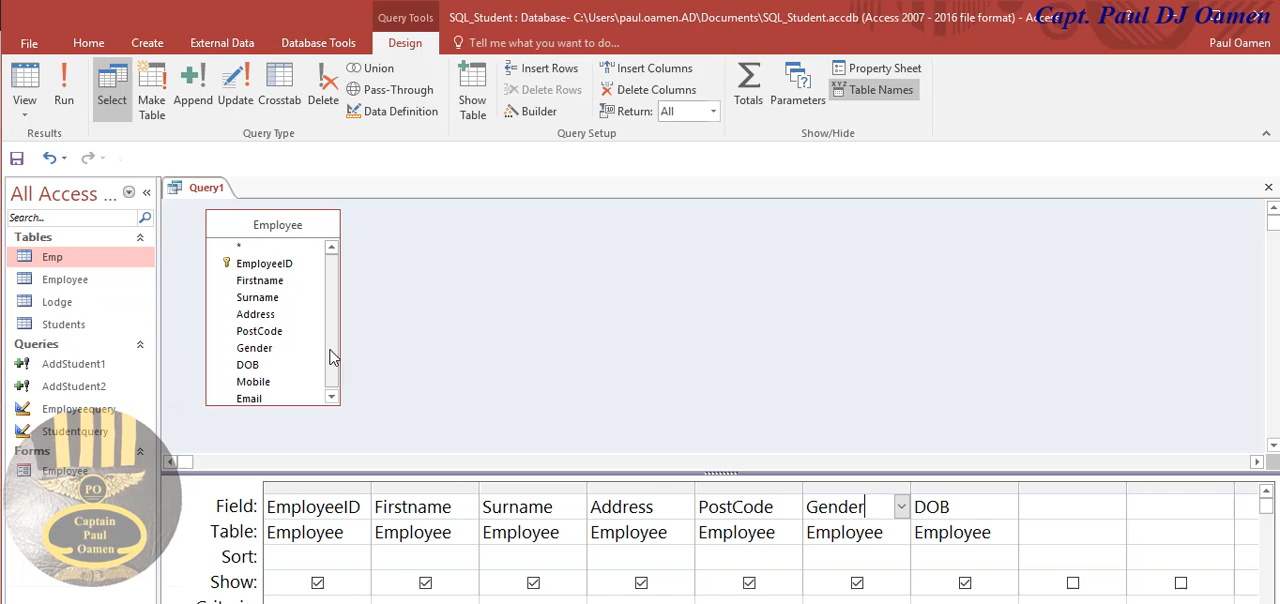 Query Tools
SQL_Student : Database- C:\Users\paul.oamen.AD\Documents\SQL_Student.accdb (Access 2007 - 2016 file format) - Access
Capt. Paul DJ Oamen
File Home Create External Data Database Tools Design Tell me what you want to do... Paul Oamen
View Run Select Make Table Append Update Crosstab Delete
Union
Pass-Through
Data Definition
Show Table
Insert Rows
Delete Rows
Builder
Insert Columns
Delete Columns
Return: All
Totals Parameters
Property Sheet
XYZ Table Names
Results Query Type Query Setup Show/Hide
All Access ...
Search...
Tables
Emp
Employee
Lodge
Students
Queries
AddStudent1
AddStudent2
Employeequery
Studentquery
Forms
Employee
PO
Captain
Paul
Oamen
Query1
Employee
*
EmployeeID
Firstname
Surname
Address
PostCode
Gender
DOB
Mobile
Email
Field: EmployeeID Firstname Surname Address PostCode Gender DOB
Table: Employee Employee Employee Employee Employee Employee Employee
Sort:
Show: